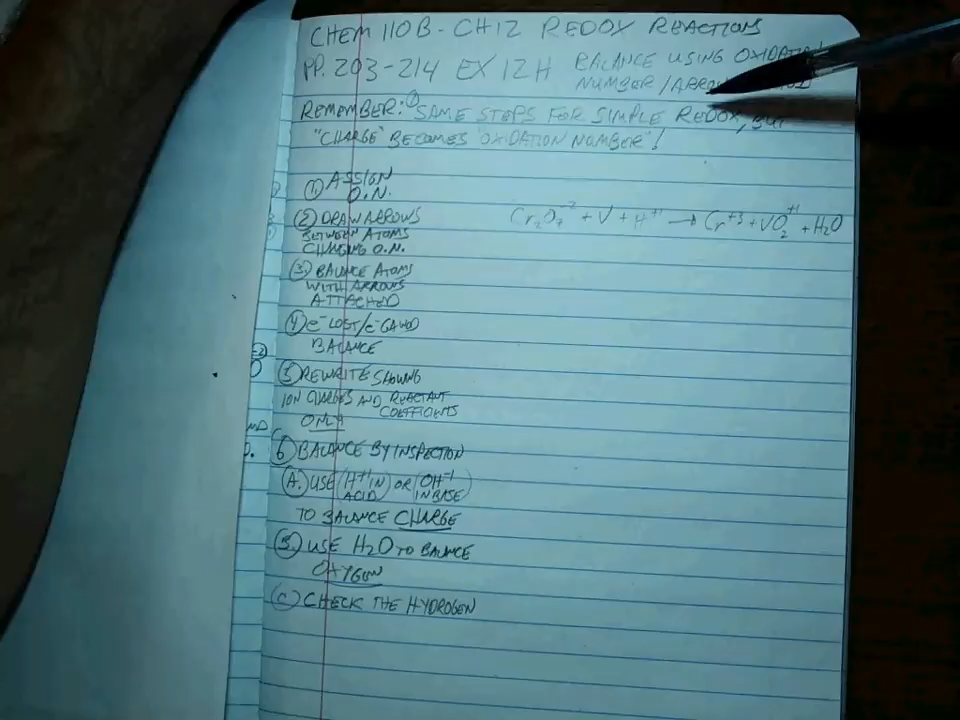 CHEM 110B - CH12 REDOX REACTIONS
PP. 203-214 EX 12H BALANCE USING OXIDATION
NUMBER /ARROW
REMEMBER: ① SAME STEPS FOR SIMPLE REDOX, BUT
"CHARGE" BECOMES "OXIDATION NUMBER"!
① ASSIGN
O.N.
② DRAW ARROWS
BETWEEN ATOMS
CHANGING O.N.
Cr₂O₇⁻² + V + H⁺¹ → Cr⁺³ + VO₂⁺¹ + H₂O
③ BALANCE ATOMS
WITH ARROWS
ATTACHED
④ e⁻ LOST/e⁻ GAINED
BALANCE
⑤ REWRITE SHOWING
ION CHARGES AND REACTANT
COEFFICIENTS
ONLY
⑥ BALANCE BY INSPECTION
Ⓐ. USE (H⁺¹ IN ACID) OR (OH⁻¹ IN BASE)
TO BALANCE CHARGE
Ⓑ USE H₂O TO BALANCE
OXYGEN
Ⓒ CHECK THE HYDROGEN